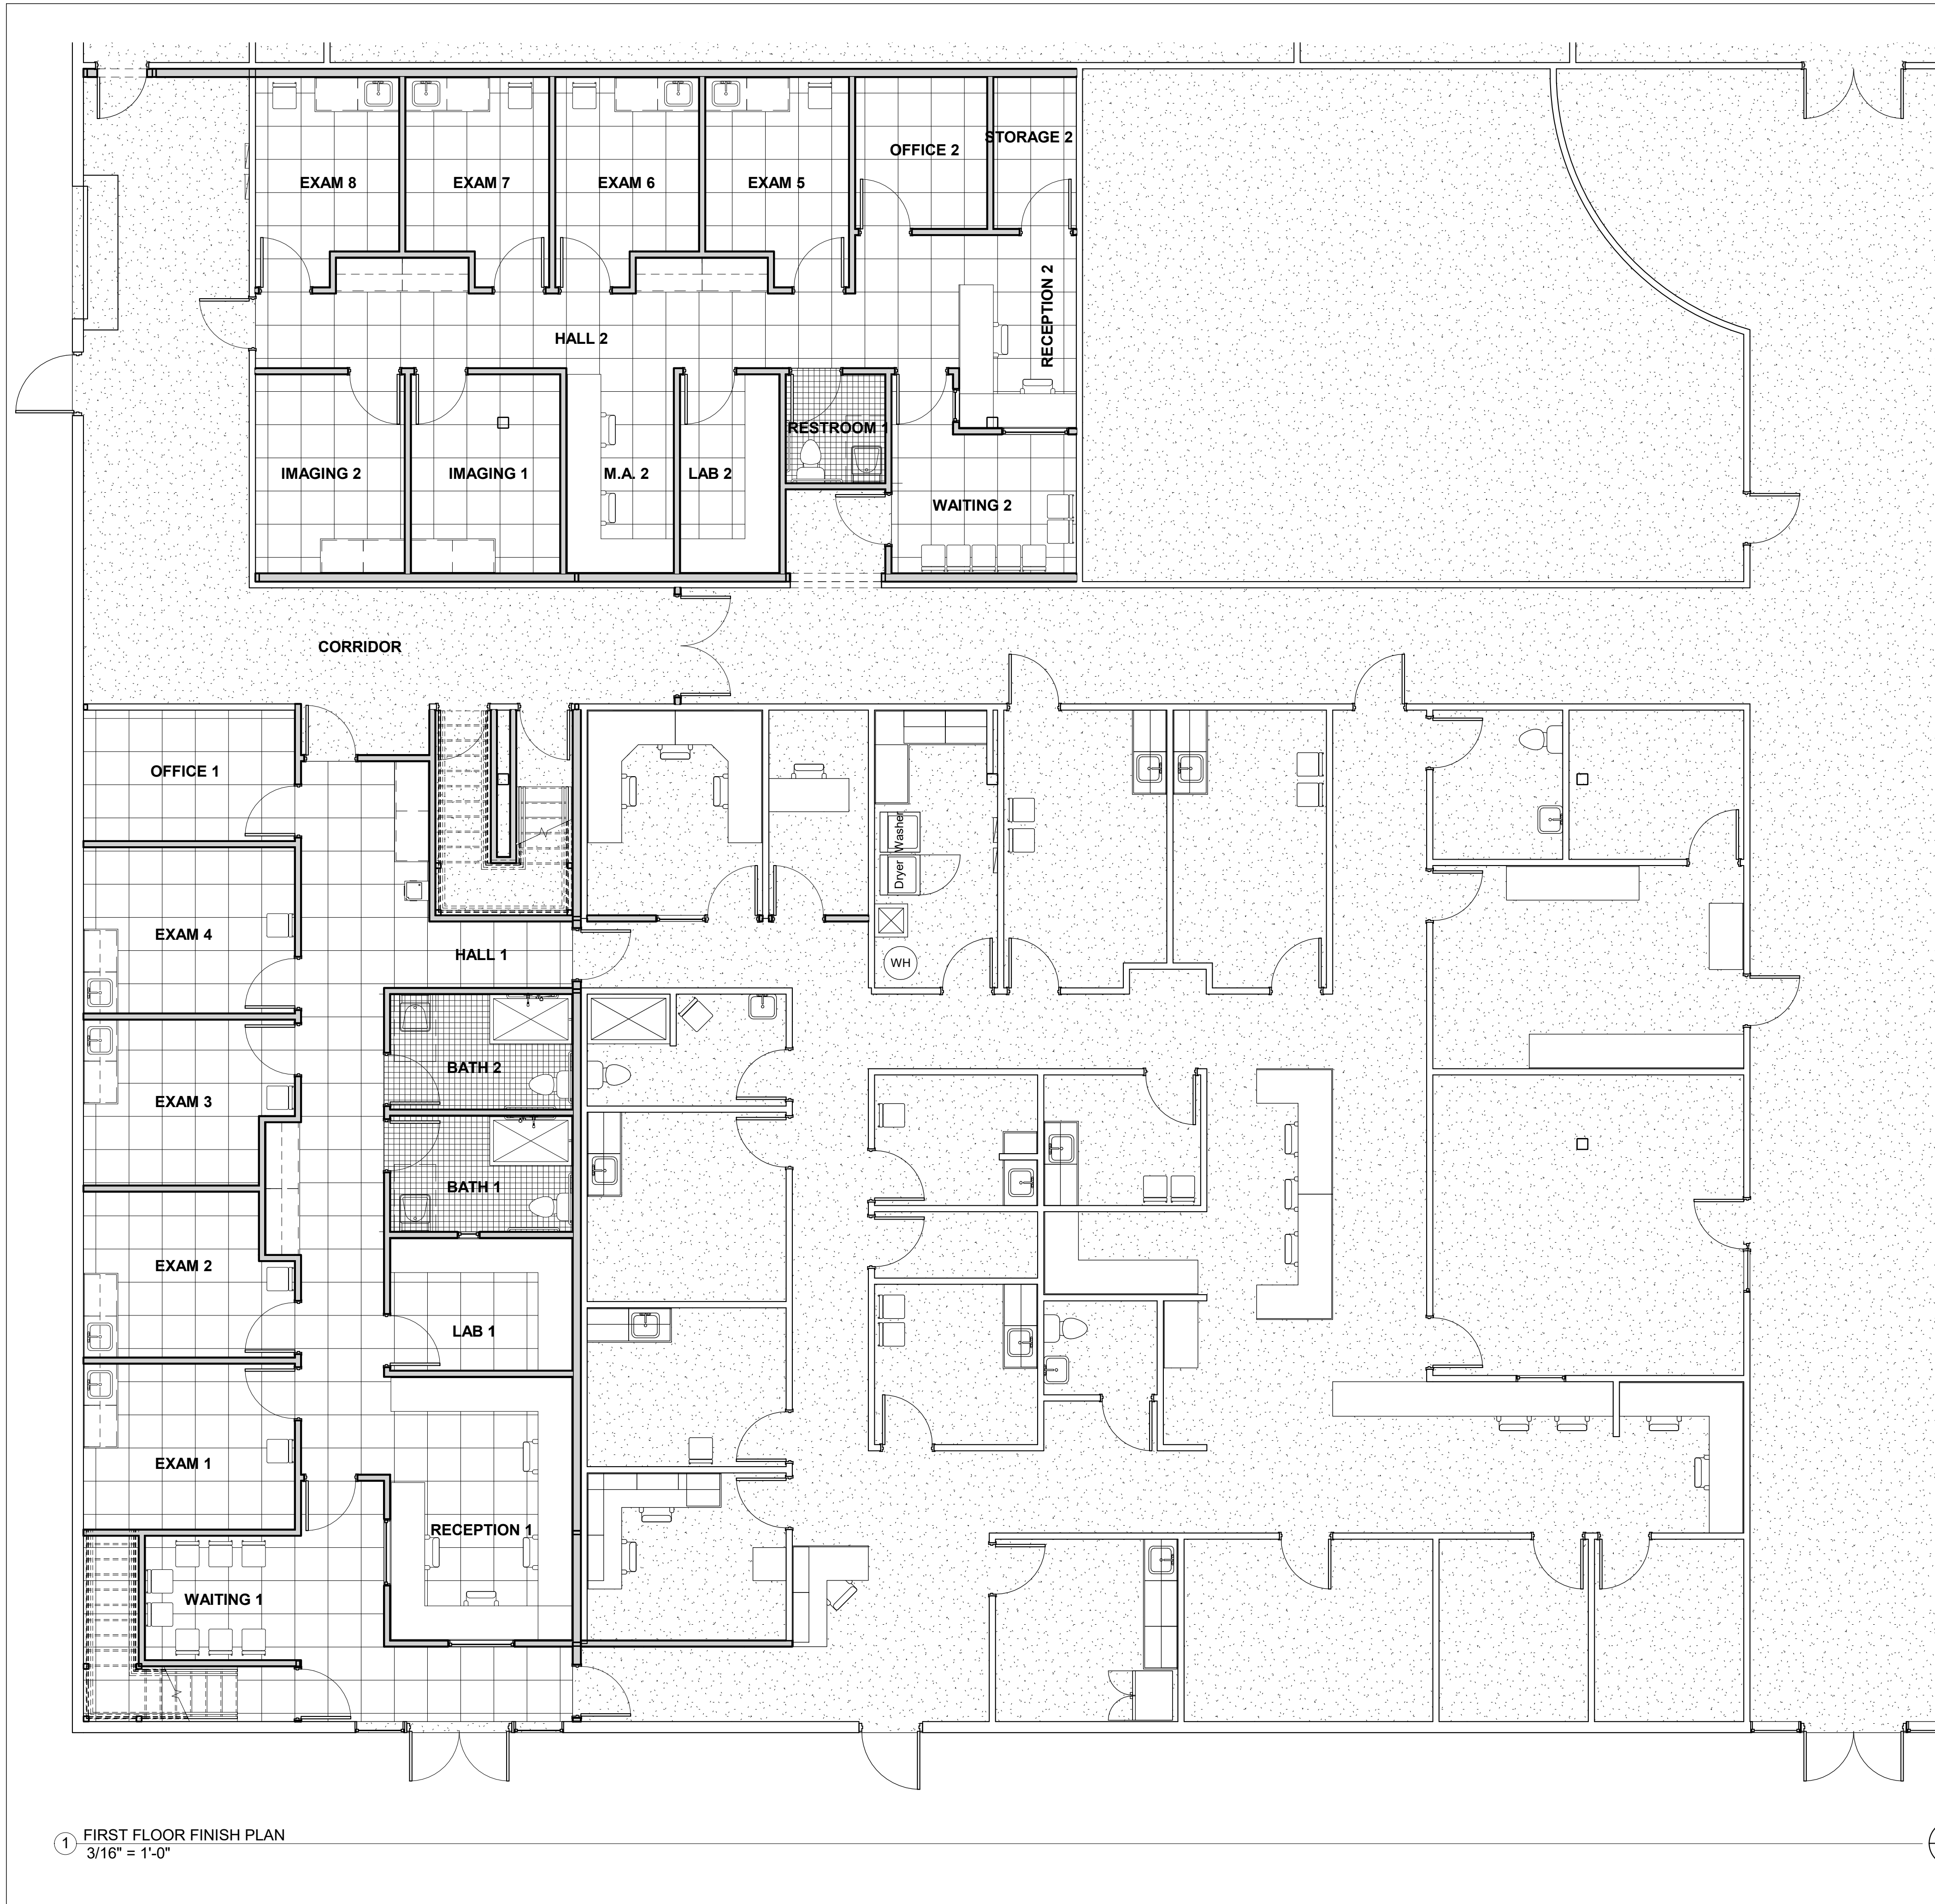 STORAGE 2
OFFICE 2
EXAM 8
EXAM 7
EXAM 6
EXAM 5
RECEPTION 2
HALL 2
RESTROOM 1
IMAGING 2
IMAGING 1
M.A. 2
LAB 2
WAITING 2
CORRIDOR
OFFICE 1
Washer
Dryer
EXAM 4
HALL 1
WH
BATH 2
EXAM 3
BATH 1
EXAM 2
LAB 1
EXAM 1
RECEPTION 1
WAITING 1
1
FIRST FLOOR FINISH PLAN
3/16" = 1'-0"